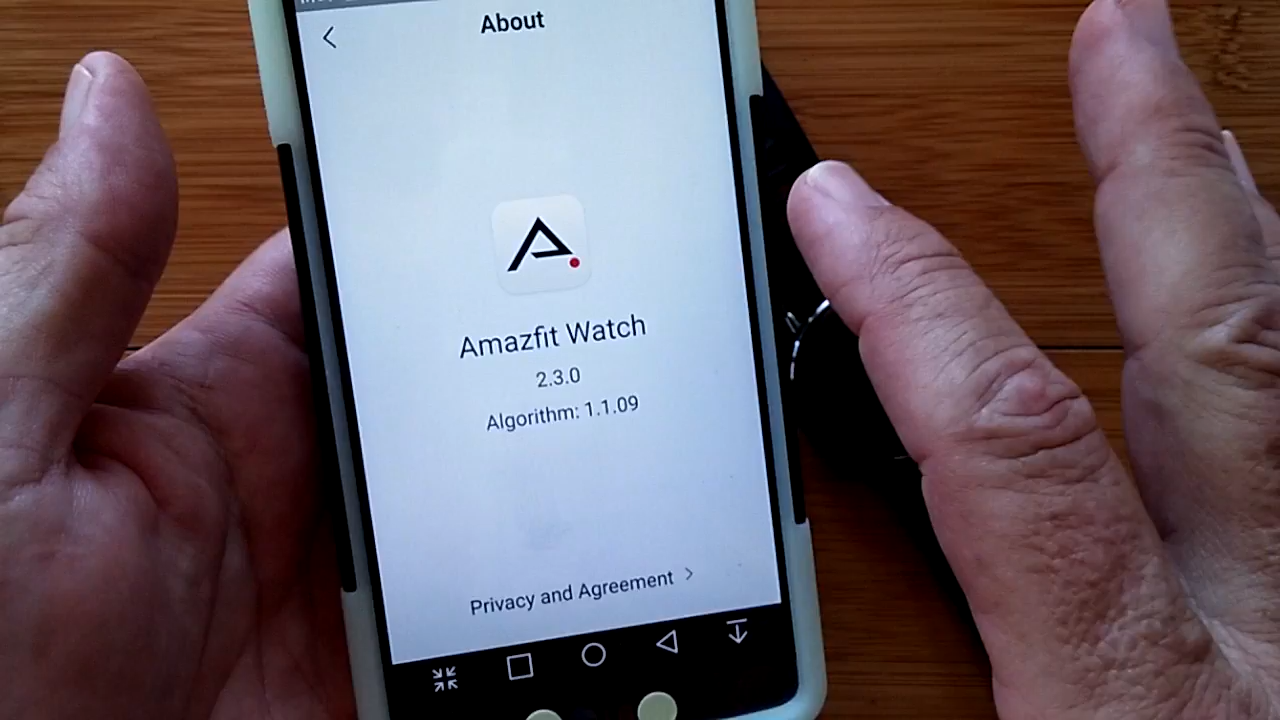 About
Amazfit Watch
2.3.0
Algorithm: 1.1.09
Privacy and Agreement